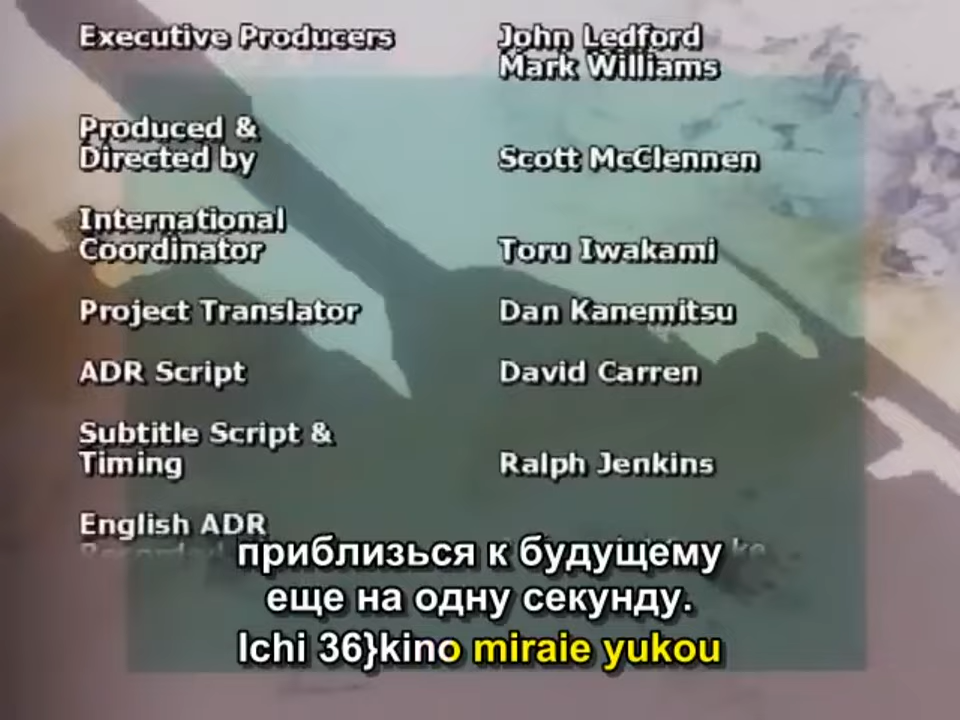 Executive Producers John Ledford
Mark Williams
Produced &
Directed by Scott McClennen
International
Coordinator Toru Iwakami
Project Translator Dan Kanemitsu
ADR Script David Carren
Subtitle Script &
Timing Ralph Jenkins
English ADR
приблизься к будущему
еще на одну секунду.
Ichi 36}kino miraie yukou